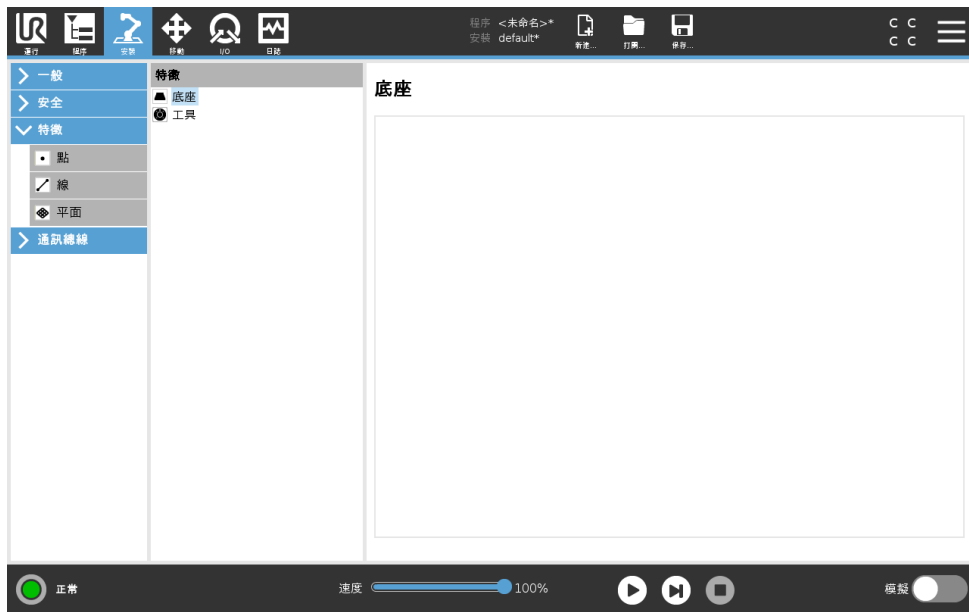 UR
運行
程序
安裝
移動
I/O
日誌
程序 <未命名>*
安装 default*
新建...
打開...
保存...
C C
C C
一般
安全
特徵
點
線
平面
通訊總線
特徵
底座
工具
底座
正常
速度
100%
模擬